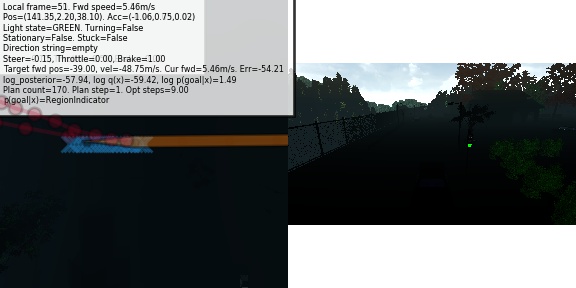 Local frame=51. Fwd speed=5.46m/s
Pos=(141.35,2.20,38.10). Acc=(-1.06,0.75,0.02)
Light state=GREEN. Turning=False
Stationary=False. Stuck=False
Direction string=empty
Steer=-0.15, Throttle=0.00, Brake=1.00
Target fwd pos=-39.00, vel=-48.75m/s. Cur fwd=5.46m/s. Err=-54.21
log_posterior=-57.94, log q(x)=-59.42, log p(goal|x)=1.49
Plan count=170. Plan step=1. Opt steps=9.00
p(goal|x)=RegionIndicator